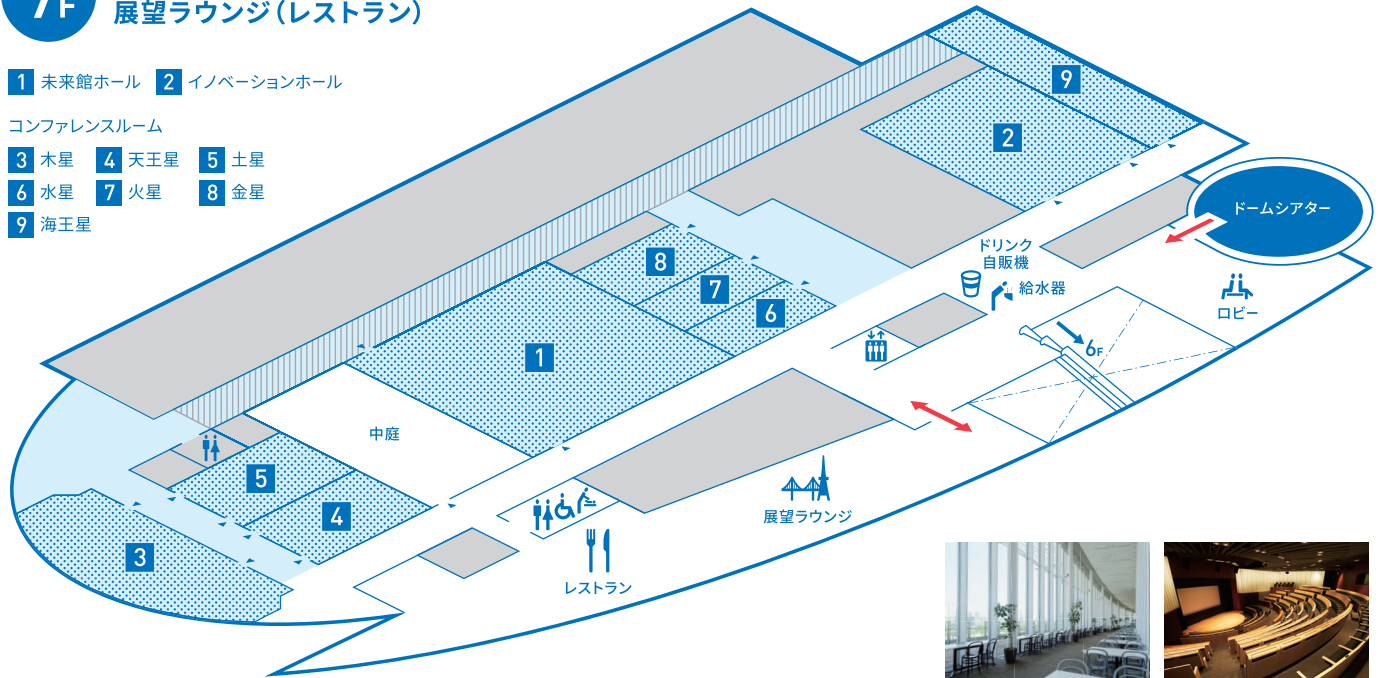 7F
展望ラウンジ（レストラン）
1 未来館ホール 2 イノベーションホール
コンファレンスルーム
3 木星 4 天王星 5 土星
6 水星 7 火星 8 金星
9 海王星
9
2
ドームシアター
ドリンク
自販機
給水器
ロビー
8
7
6
6F
1
中庭
5
4
3
展望ラウンジ
レストラン